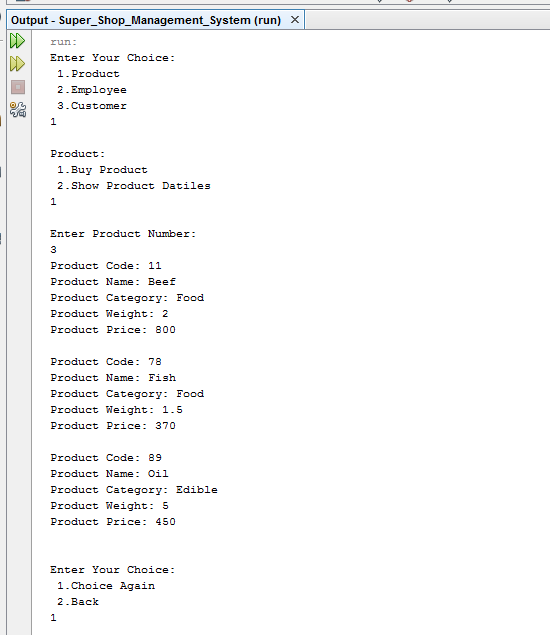 Output - Super_Shop_Management_System (run)
run:
Enter Your Choice:
1.Product
2.Employee
3.Customer
1
Product:
1.Buy Product
2.Show Product Datiles
1
Enter Product Number:
3
Product Code: 11
Product Name: Beef
Product Category: Food
Product Weight: 2
Product Price: 800
Product Code: 78
Product Name: Fish
Product Category: Food
Product Weight: 1.5
Product Price: 370
Product Code: 89
Product Name: Oil
Product Category: Edible
Product Weight: 5
Product Price: 450
Enter Your Choice:
1.Choice Again
2.Back
1